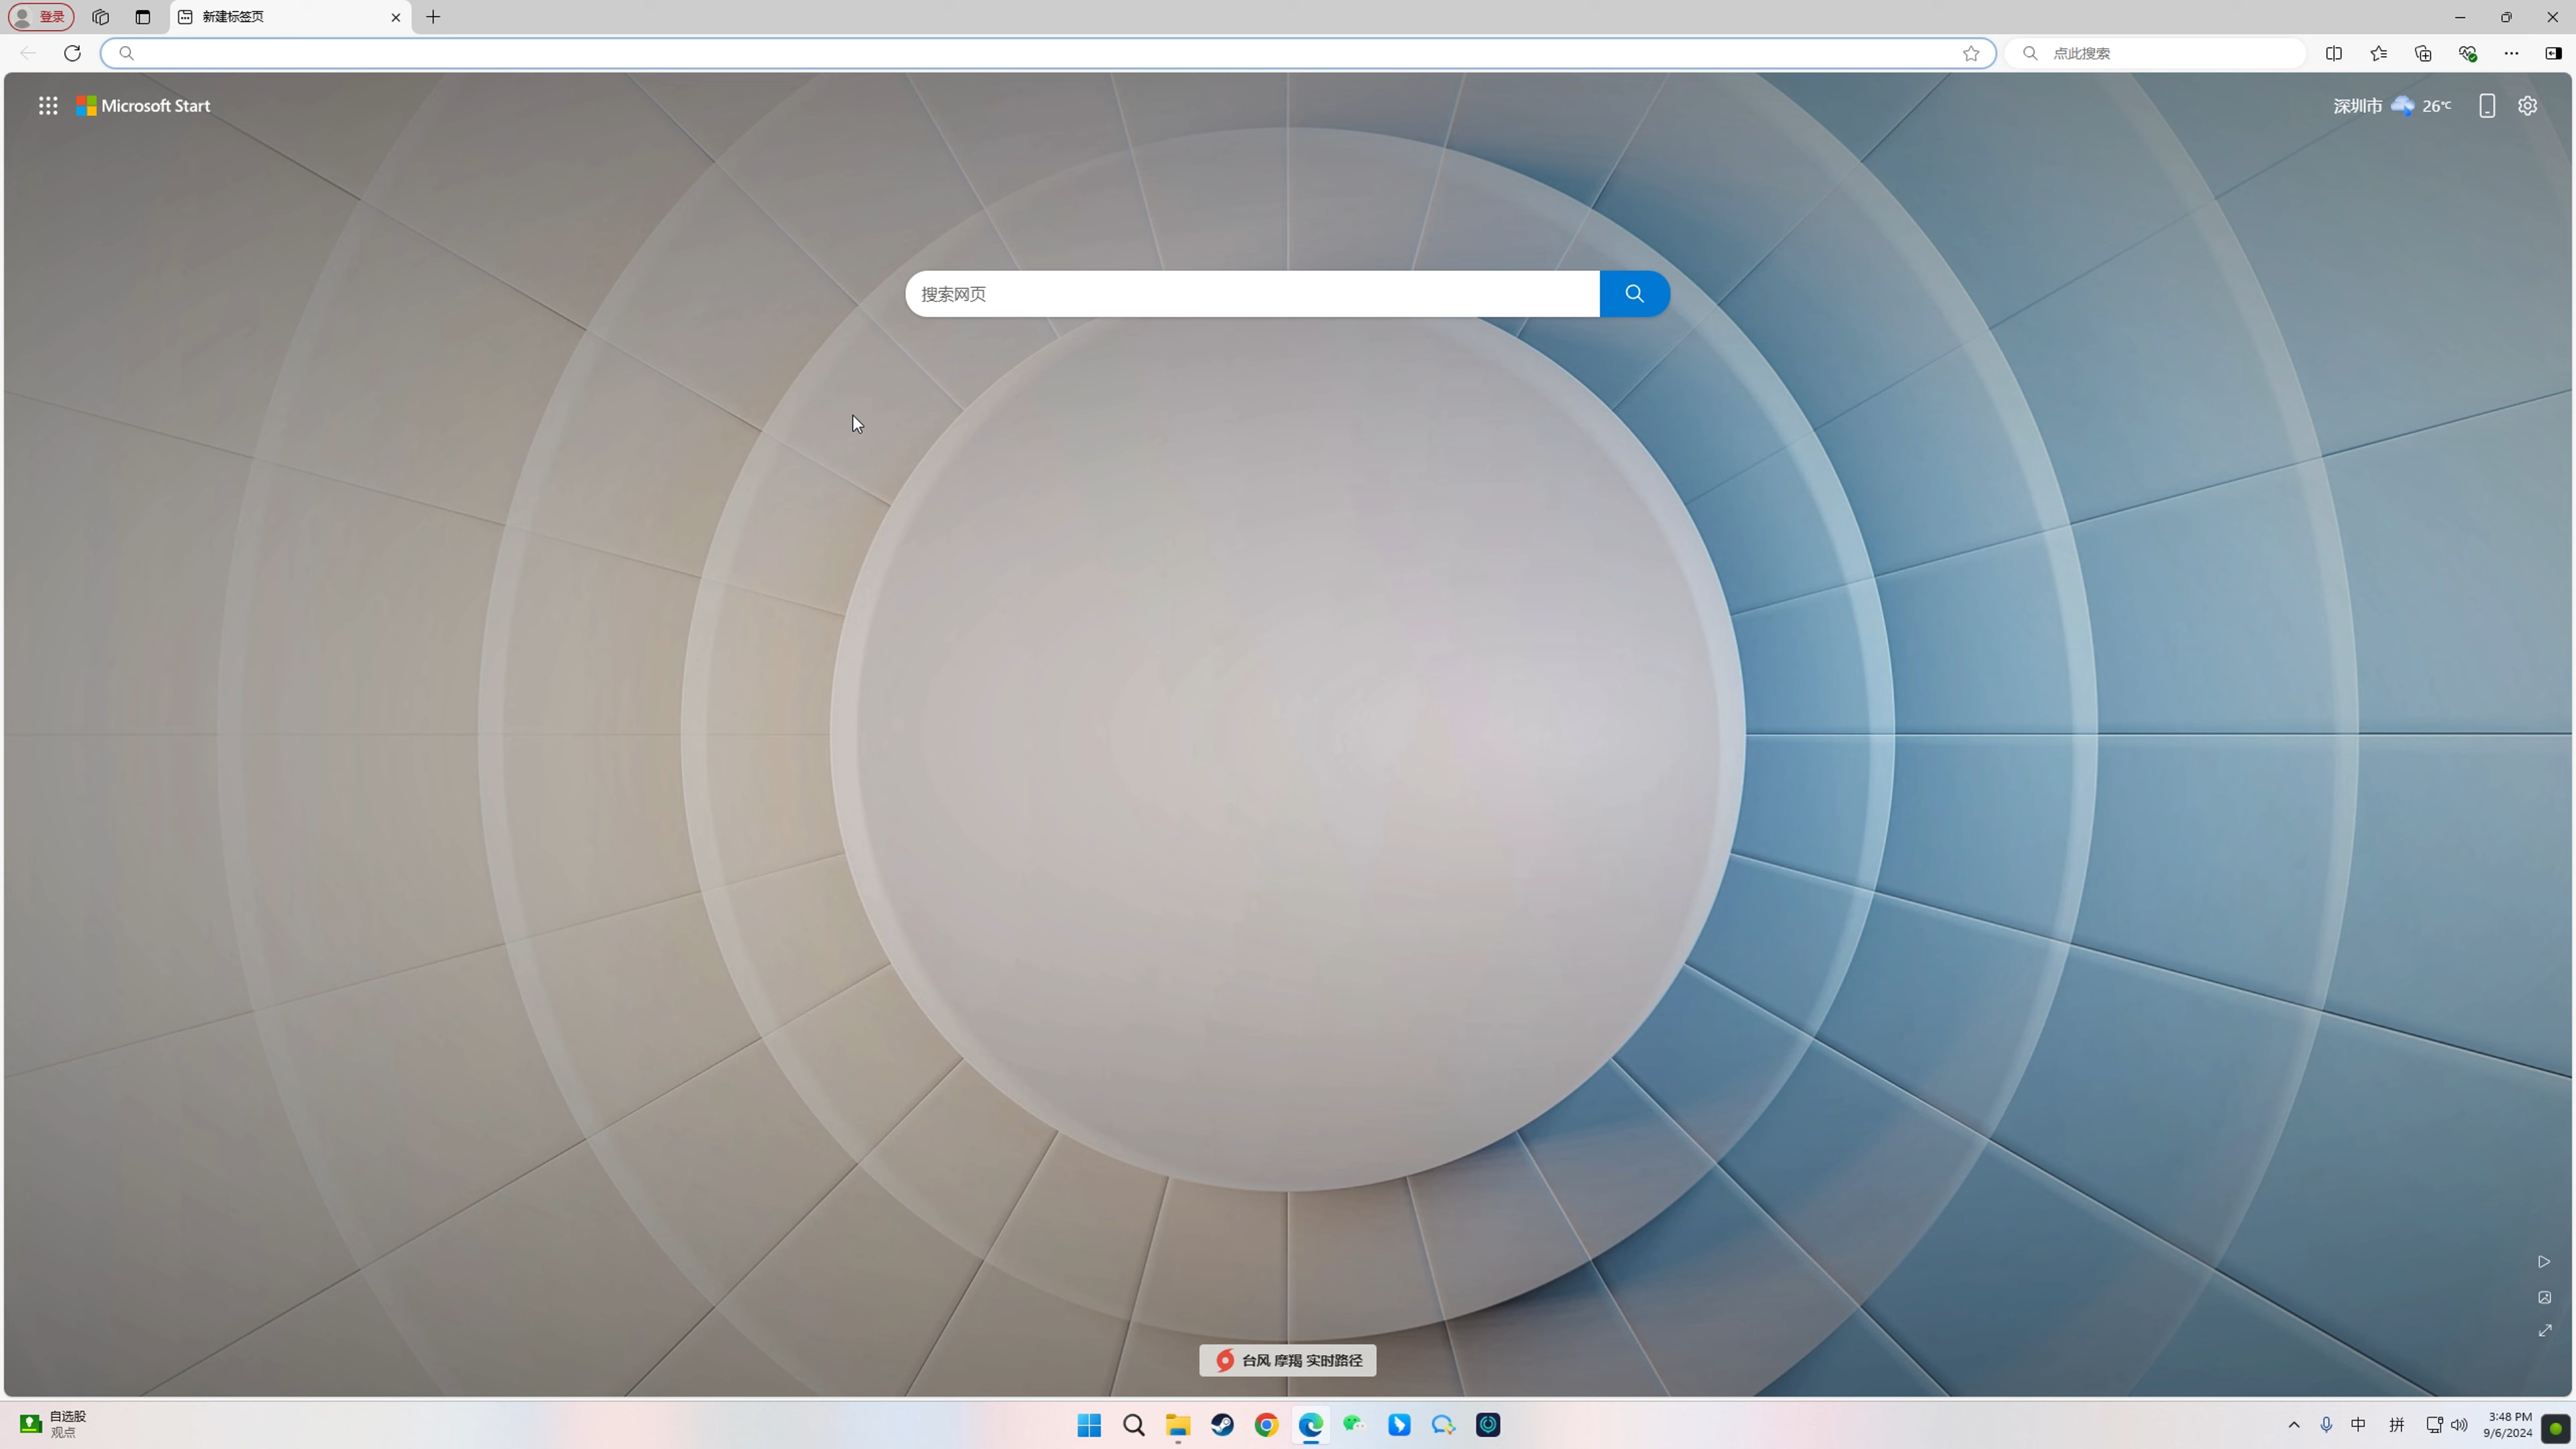 登录
新建标签页
点此搜索
Microsoft Start
深圳市 26°C
搜索网页
台风 摩羯 实时路径
自选股
观点
中
拼
3:48 PM
9/6/2024